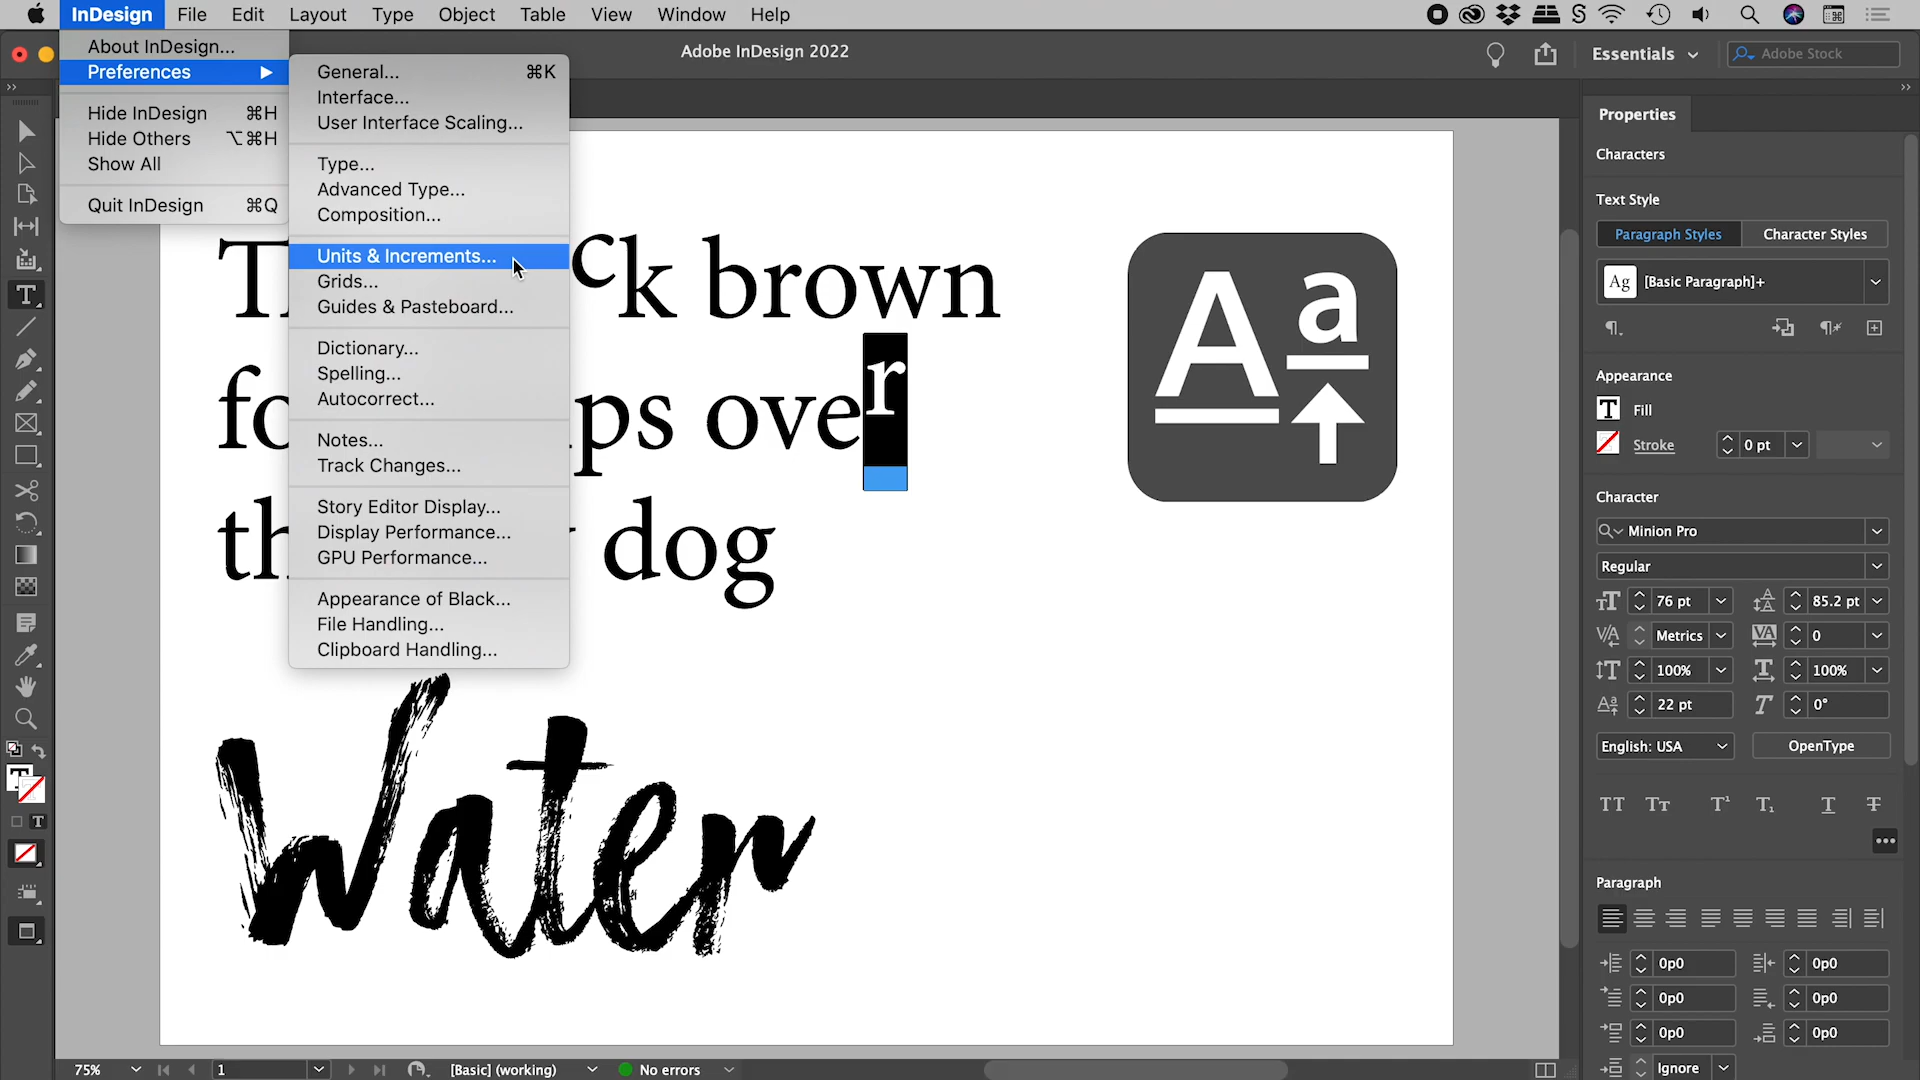 InDesign File Edit Layout Type Object Table View Window Help
Adobe InDesign 2022
Essentials
Adobe Stock
About InDesign...
Preferences
Hide InDesign ⌘H
Hide Others ⌥⌘H
Show All
Quit InDesign ⌘Q
General... ⌘K
Interface...
User Interface Scaling...
Type...
Advanced Type...
Composition...
Units & Increments...
Grids...
Guides & Pasteboard...
Dictionary...
Spelling...
Autocorrect...
Notes...
Track Changes...
Story Editor Display...
Display Performance...
GPU Performance...
Appearance of Black...
File Handling...
Clipboard Handling...
ck brown
fo ps over
th dog
Water
A a
Properties
Characters
Text Style
Paragraph Styles Character Styles
Ag [Basic Paragraph]+
Appearance
T Fill
Stroke 0 pt
Character
Minion Pro
Regular
76 pt 85.2 pt
Metrics 0
100% 100%
22 pt 0°
English: USA OpenType
Paragraph
0p0 0p0
0p0 0p0
0p0 0p0
Ignore
75% 1 [Basic] (working) No errors